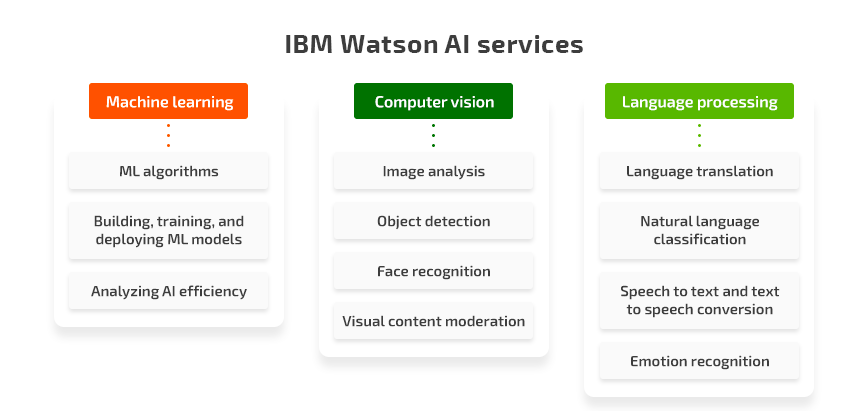 IBM Watson AI services
Machine learning
ML algorithms
Building, training, and
deploying ML models
Analyzing AI efficiency
Computer vision
Image analysis
Object detection
Face recognition
Visual content moderation
Language processing
Language translation
Natural language
classification
Speech to text and text
to speech conversion
Emotion recognition